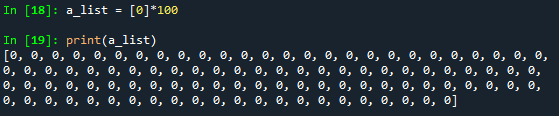 In [18]: a_list = [0]*100
In [19]: print(a_list)
[0, 0, 0, 0, 0, 0, 0, 0, 0, 0, 0, 0, 0, 0, 0, 0, 0, 0, 0, 0, 0, 0, 0, 0, 0, 0,
0, 0, 0, 0, 0, 0, 0, 0, 0, 0, 0, 0, 0, 0, 0, 0, 0, 0, 0, 0, 0, 0, 0, 0, 0, 0,
0, 0, 0, 0, 0, 0, 0, 0, 0, 0, 0, 0, 0, 0, 0, 0, 0, 0, 0, 0, 0, 0, 0, 0, 0, 0,
0, 0, 0, 0, 0, 0, 0, 0, 0, 0, 0, 0, 0, 0, 0, 0, 0, 0, 0, 0, 0, 0]